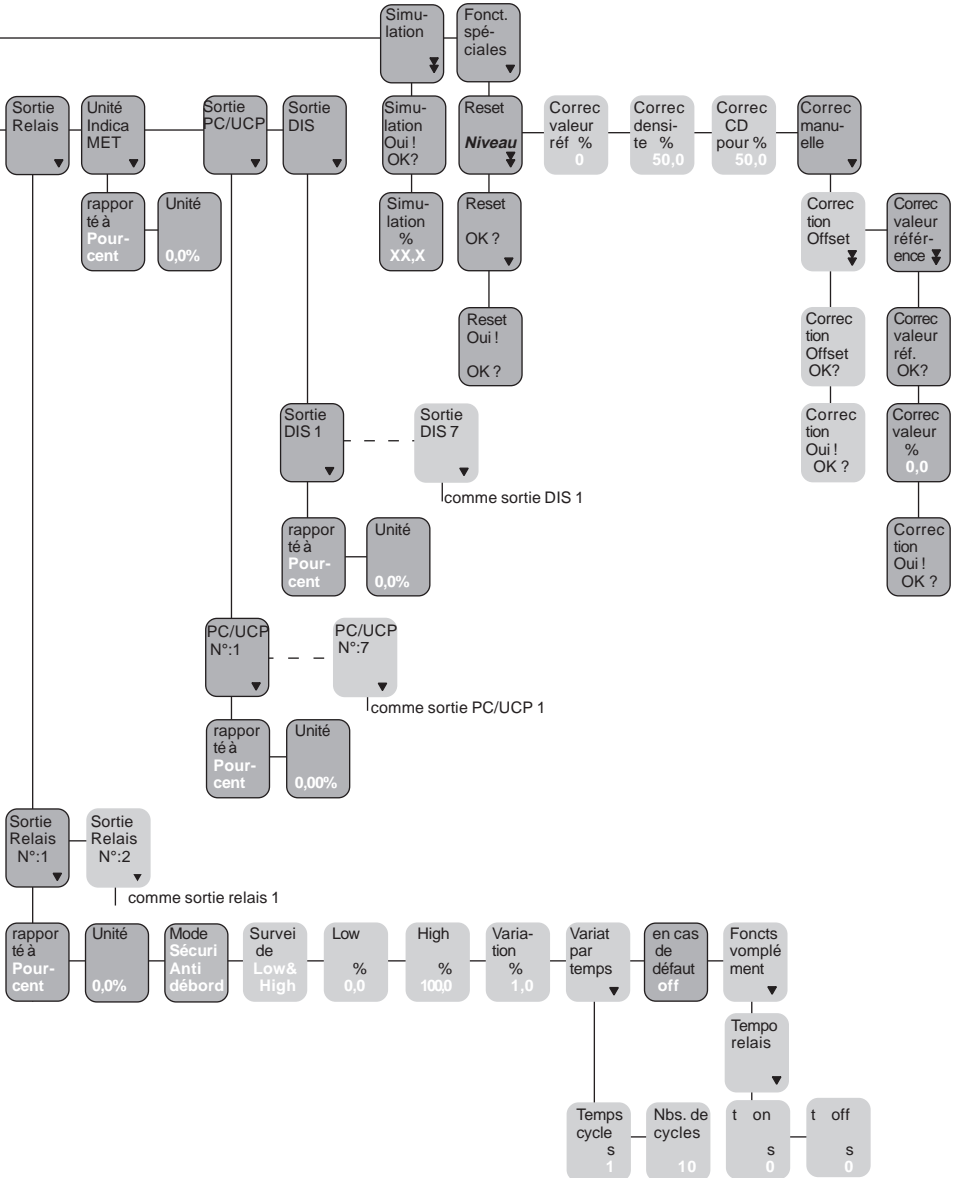 Simu-
lation
Fonct.
spé-
ciales
Sortie
Relais
Unité
Indica
MET
Sortie
PC/UCP
Sortie
DIS
Simu-
lation
Oui !
OK?
Reset
Niveau
Correc
valeur
réf %
0
Correc
densi-
te %
50,0
Correc
CD
pour %
50,0
Correc
manu-
elle
rappor
té à
Pour-
cent
Unité
0,0%
Simu-
lation
%
XX,X
Reset
OK ?
Correc
tion
Offset
Correc
valeur
référ-
ence
Reset
Oui !
OK ?
Correc
tion
Offset
OK?
Correc
valeur
réf.
OK?
Sortie
DIS 1
Sortie
DIS 7
comme sortie DIS 1
Correc
tion
Oui !
OK ?
Correc
valeur
%
0,0
rappor
té à
Pour-
cent
Unité
0,0%
Correc
tion
Oui !
OK ?
PC/UCP
N°:1
PC/UCP
N°:7
comme sortie PC/UCP 1
rappor
té à
Pour-
cent
Unité
0,00%
Sortie
Relais
N°:1
Sortie
Relais
N°:2
comme sortie relais 1
rappor
té à
Pour-
cent
Unité
0,0%
Mode
Sécuri
Anti
débord
Survei
de
Low&
High
Low
%
0,0
High
%
100,0
Varia-
tion
%
1,0
Variat
par
temps
en cas
de
défaut
off
Foncts
vomplé
ment
Tempo
relais
Temps
cycle
s
1
Nbs. de
cycles
10
t on
s
0
t off
s
0